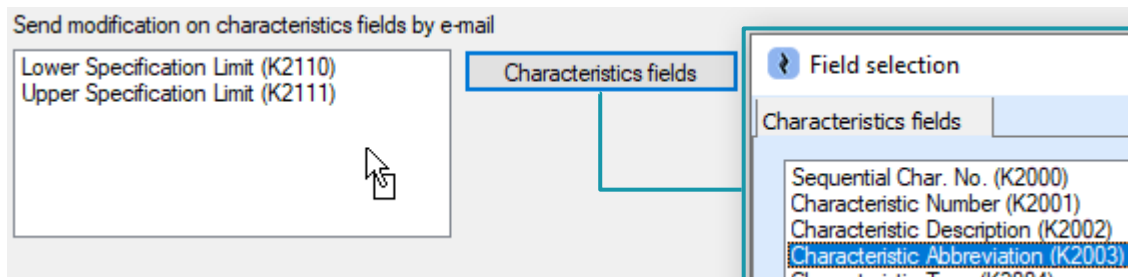 Send modification on characteristics fields by e-mail
Lower Specification Limit (K2110)
Upper Specification Limit (K2111)
Characteristics fields
Field selection
Characteristics fields
Sequential Char. No. (K2000)
Characteristic Number (K2001)
Characteristic Description (K2002)
Characteristic Abbreviation (K2003)